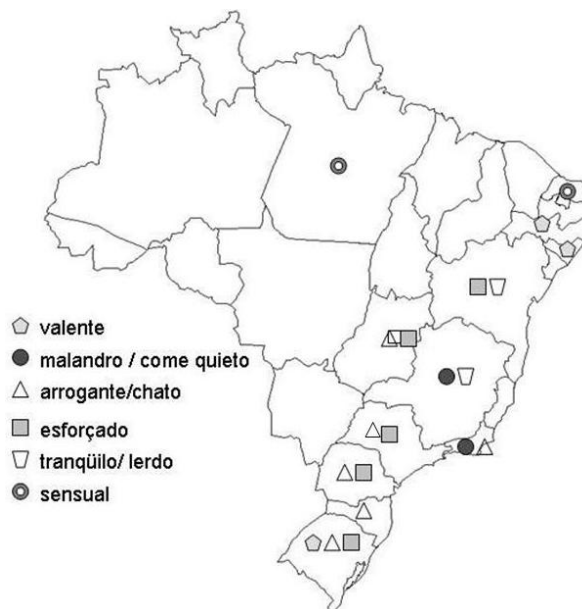 valente
malandro / come quieto
arrogante/chato
esforçado
tranqüilo/ lerdo
sensual